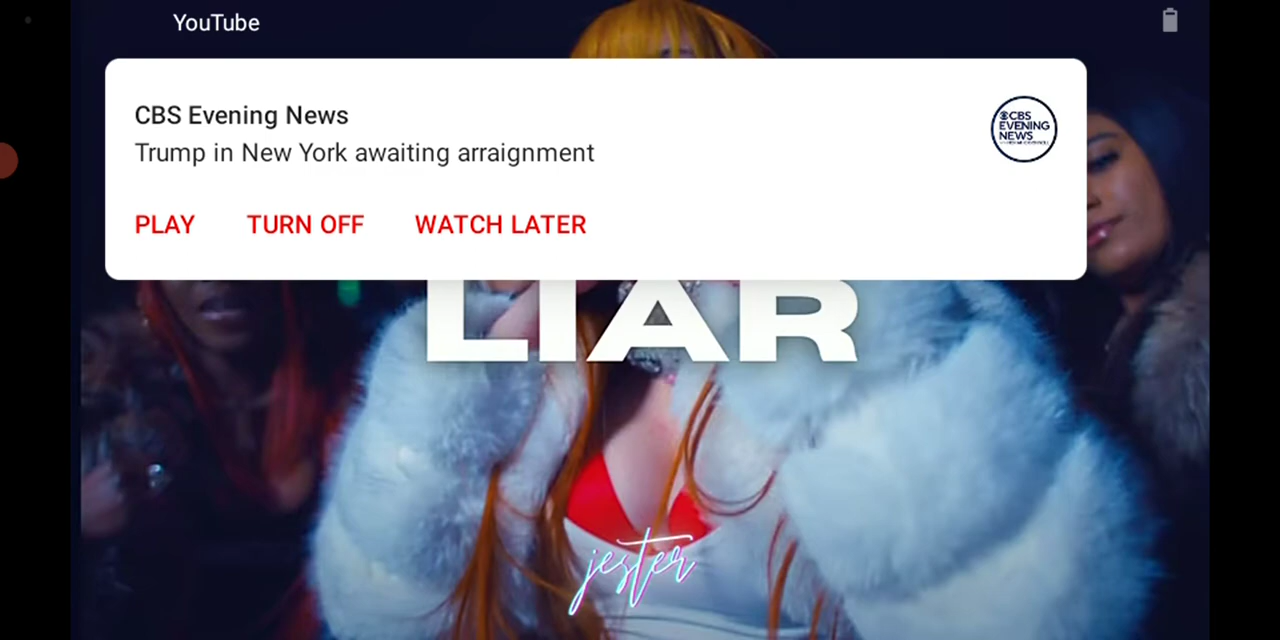 YouTube
CBS Evening News
Trump in New York awaiting arraignment
CBS
EVENING
NEWS
PLAY TURN OFF WATCH LATER
LIAR
jester